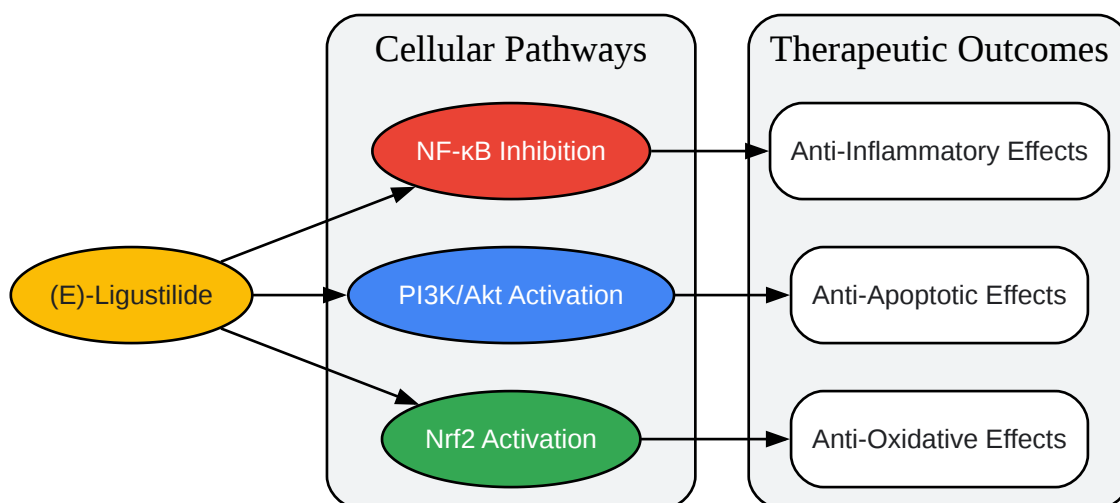 Cellular Pathways
Therapeutic Outcomes
NF-κB Inhibition
Anti-Inflammatory Effects
(E)-Ligustilide
PI3K/Akt Activation
Anti-Apoptotic Effects
Nrf2 Activation
Anti-Oxidative Effects